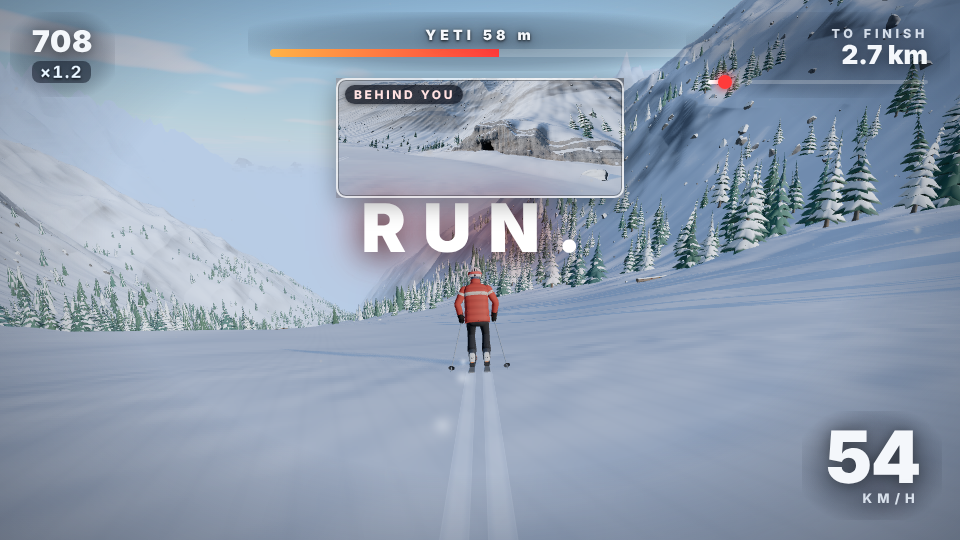 708
×1.2
YETI 58 m
TO FINISH
2.7 km
BEHIND YOU
RUN.
54
KM/H